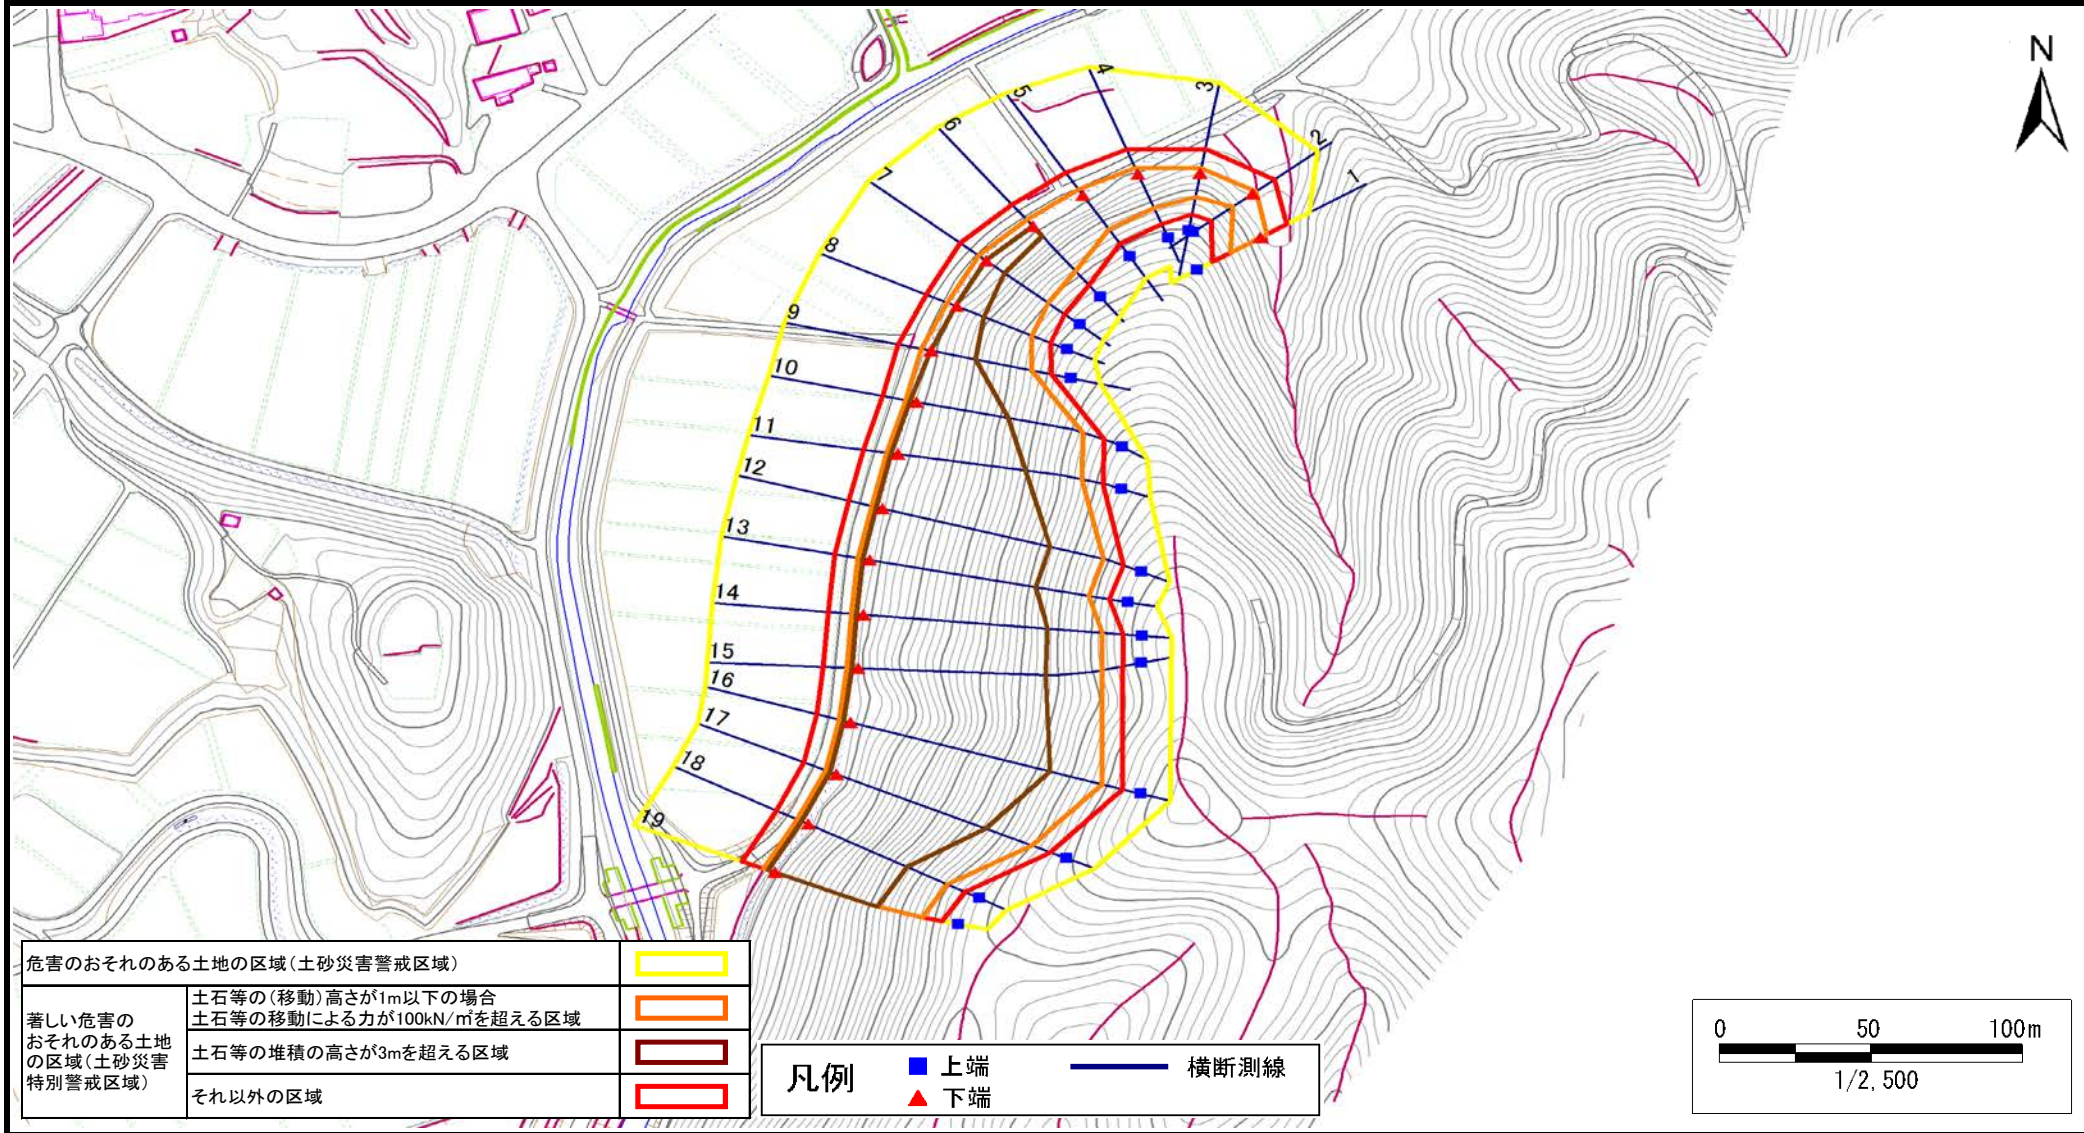 N
1
2
3
4
5
6
7
8
9
10
11
12
13
14
15
16
17
18
19
危害のおそれのある土地の区域(土砂災害警戒区域)
著しい危害の
おそれのある土地
の区域(土砂災害
特別警戒区域)
土石等の(移動)高さが1m以下の場合
土石等の移動による力が100kN/㎡を超える区域
土石等の堆積の高さが3mを超える区域
それ以外の区域
凡例
上端
下端
横断測線
0 50 100m
1/2,500